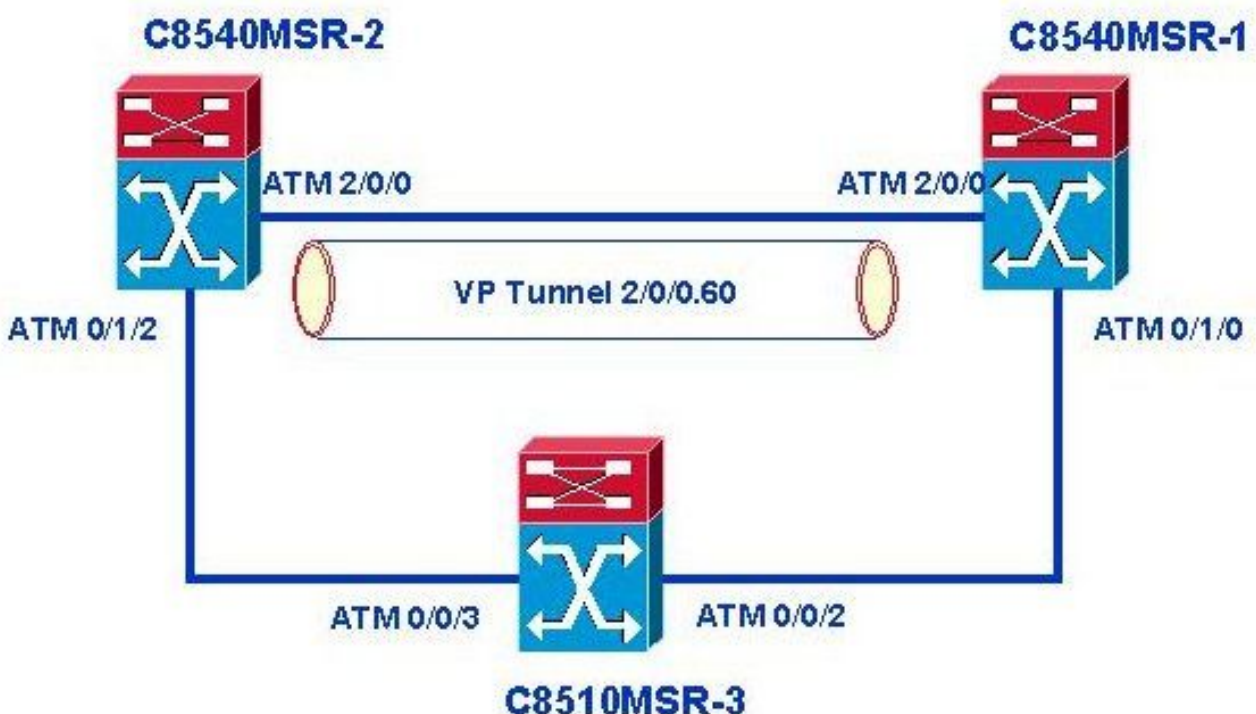 C8540MSR-2
C8540MSR-1
ATM 2/0/0
ATM 2/0/0
VP Tunnel 2/0/0.60
ATM 0/1/2
ATM 0/1/0
ATM 0/0/3
ATM 0/0/2
C8510MSR-3